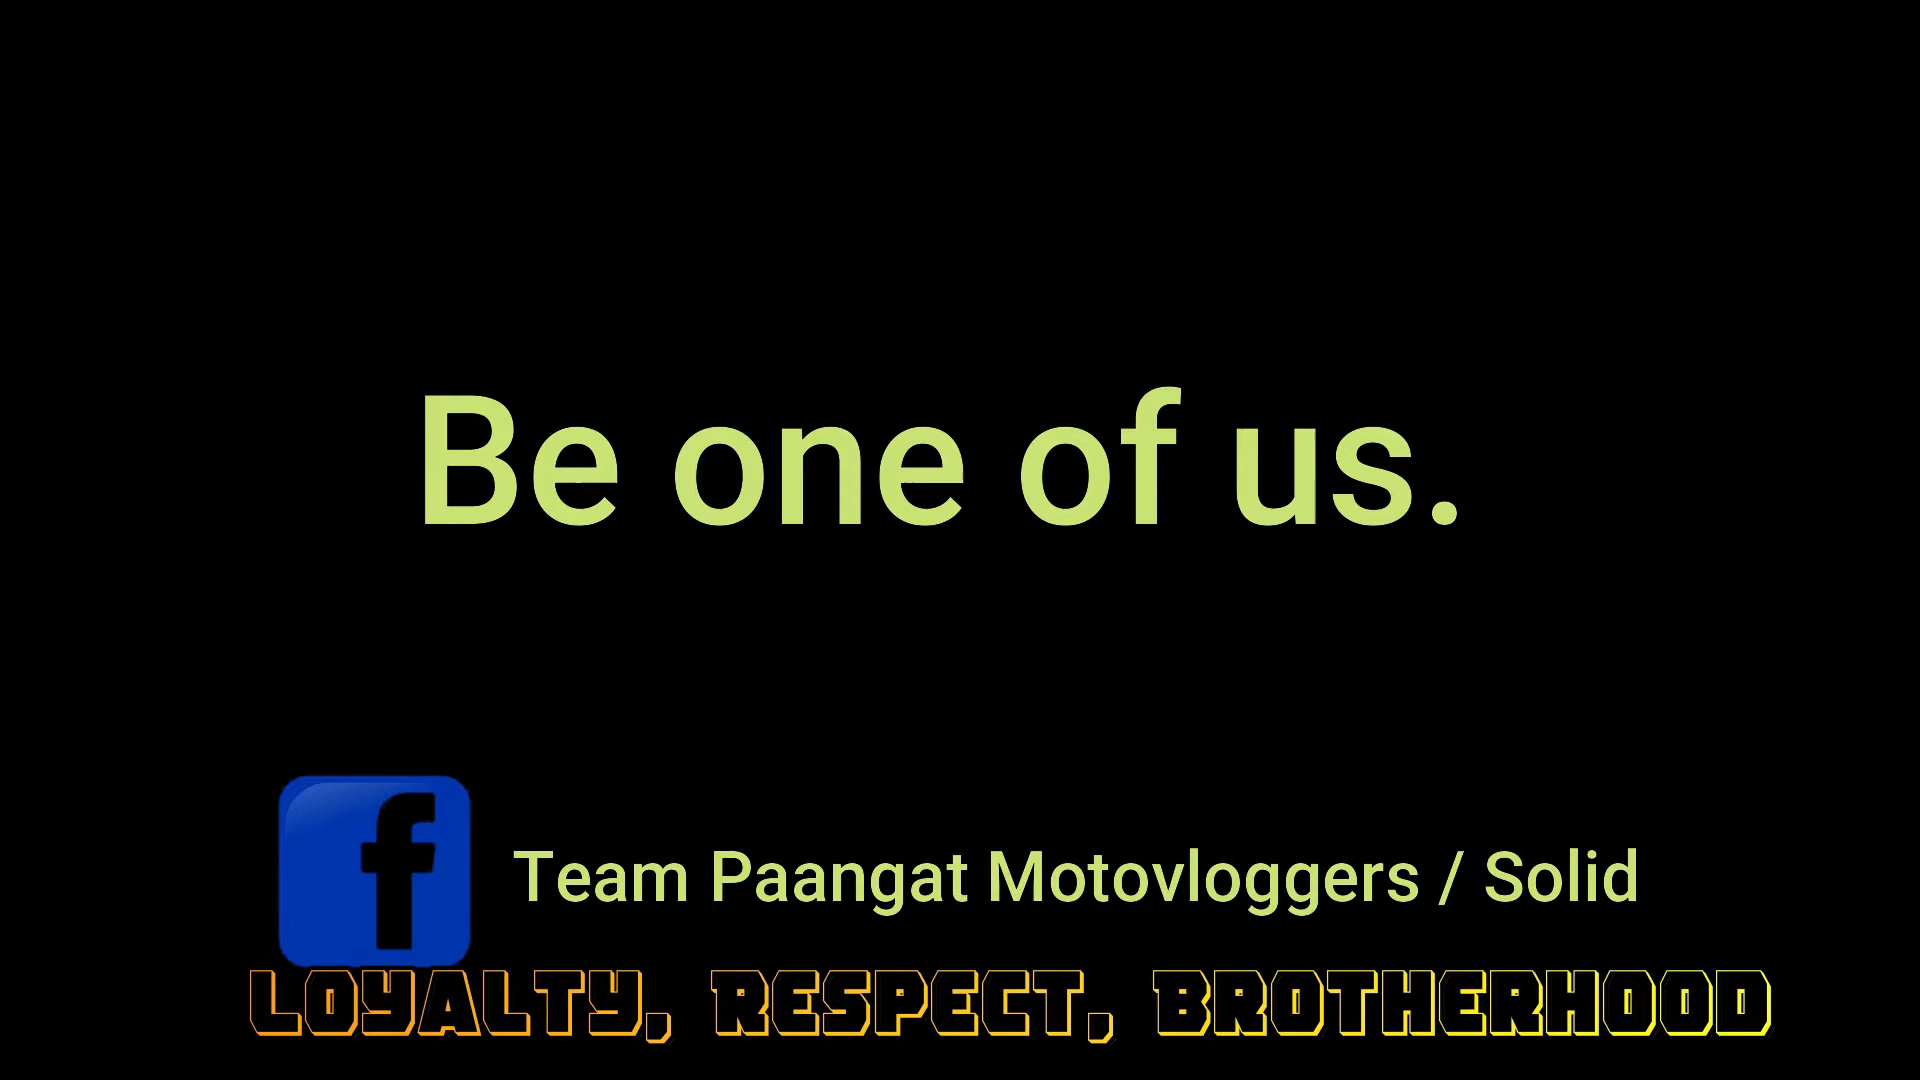 Be one of us.
Team Paangat Motovloggers / Solid
LOYALTY, RESPECT, BROTHERHOOD